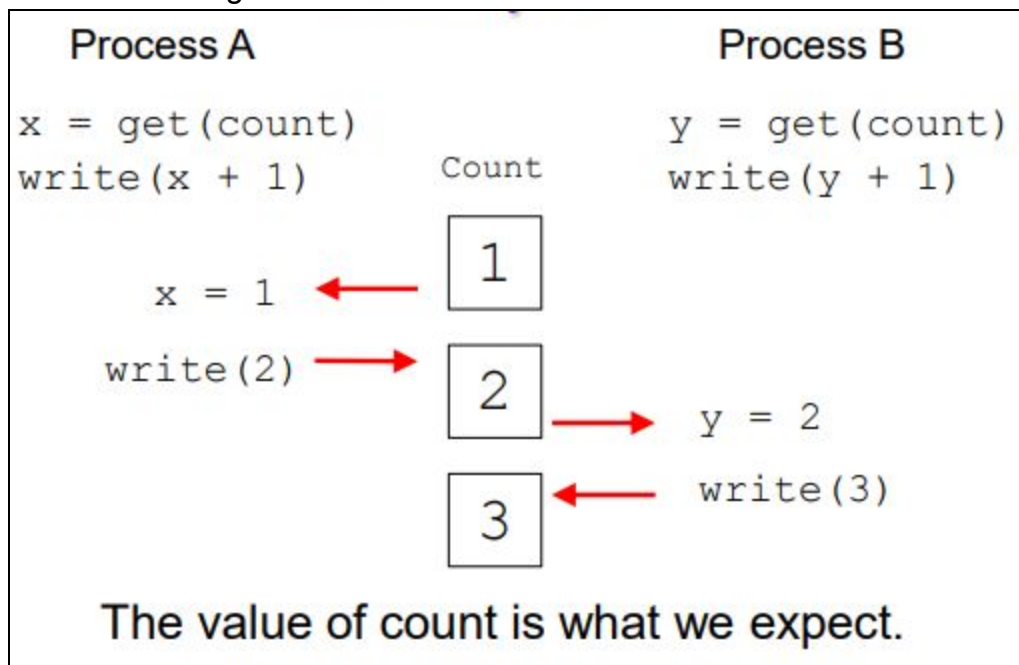 Process A
Process B
x = get(count)
write(x + 1)
y = get(count)
write(y + 1)
Count
1
x = 1
write(2)
2
y = 2
write(3)
3
The value of count is what we expect.